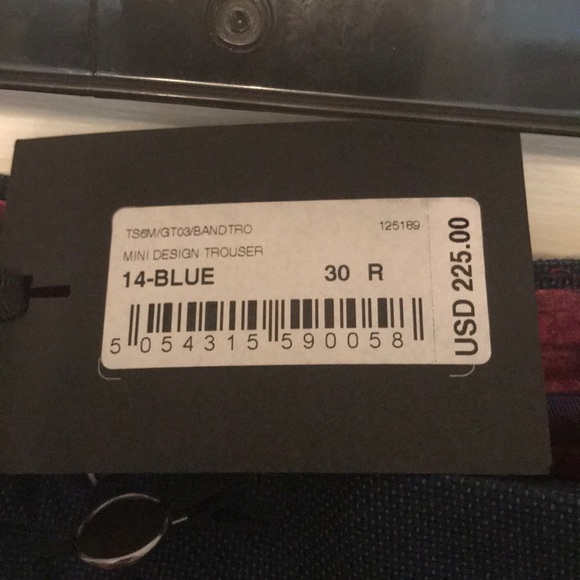 TS6M/GT03/BANDTRO 125189
MINI DESIGN TROUSER
14-BLUE 30 R
5 054315 590058
USD 225.00